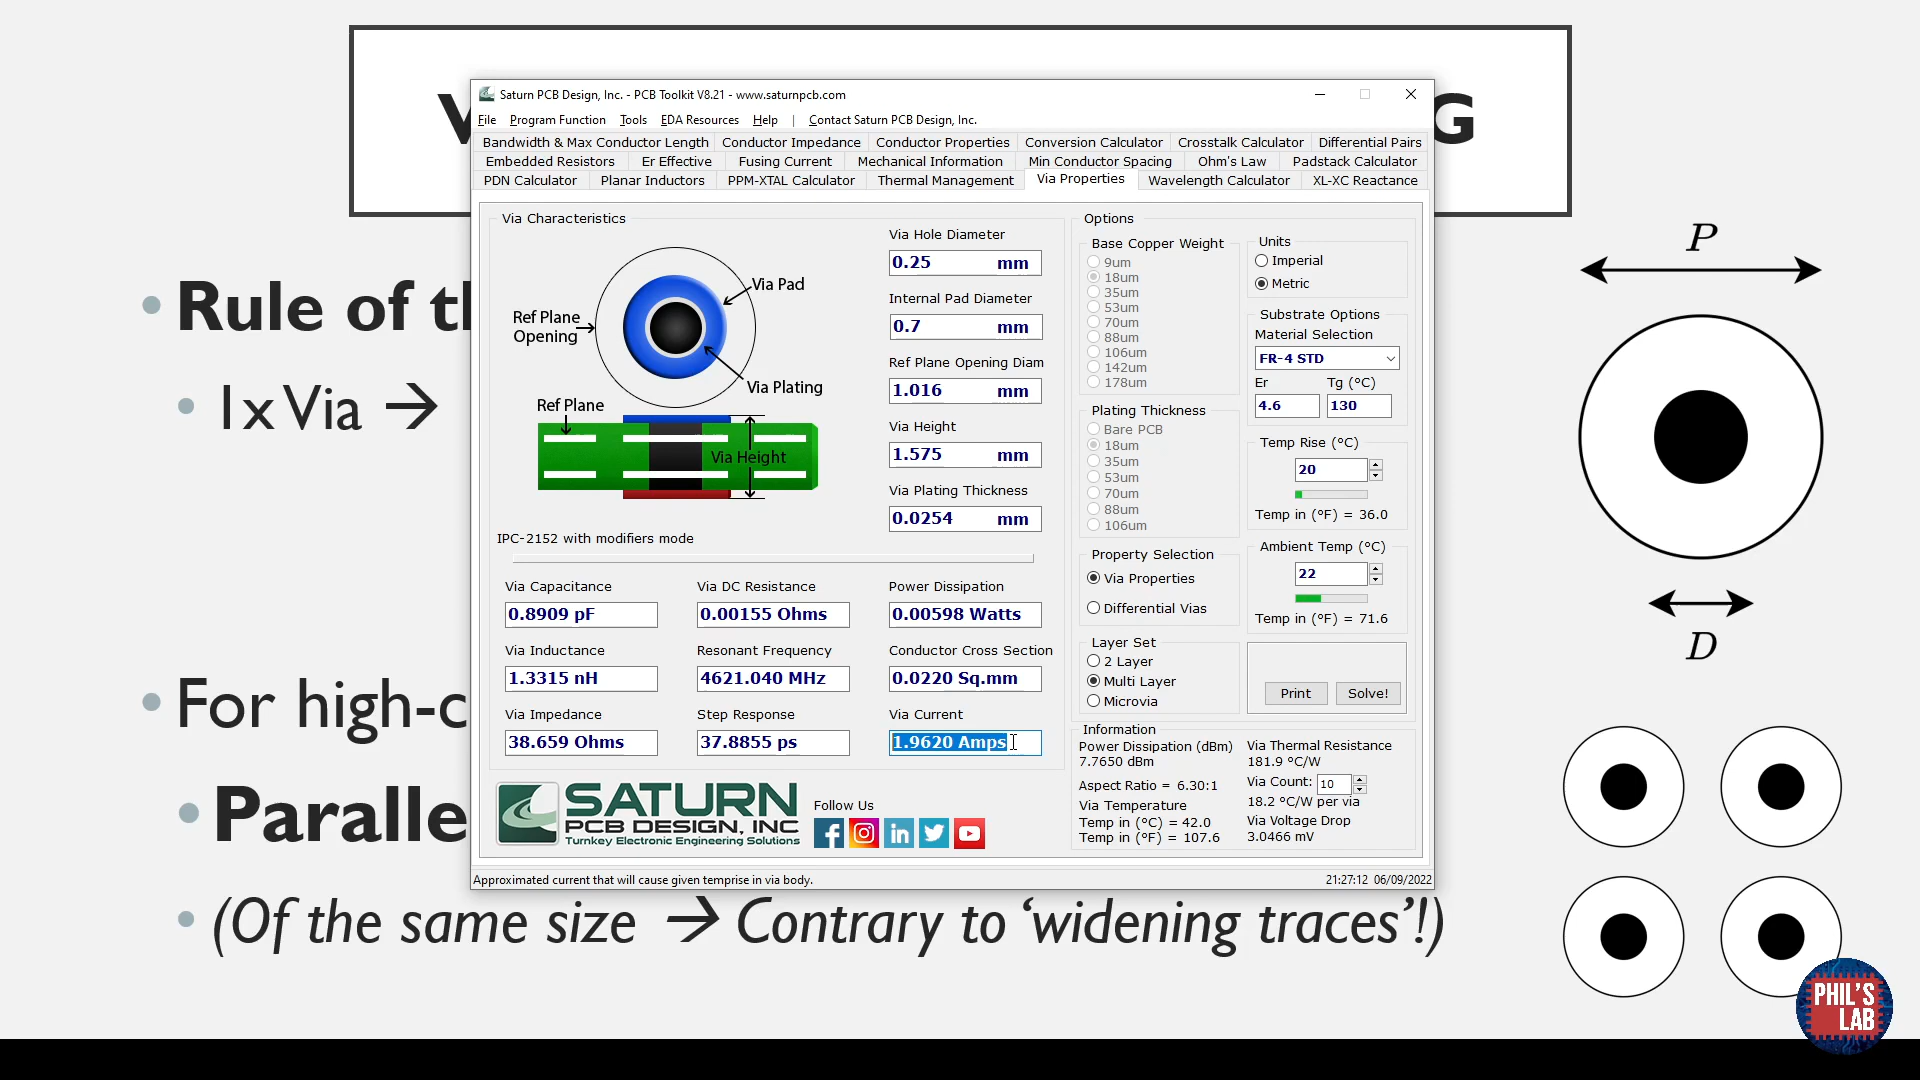 Saturn PCB Design, Inc. - PCB Toolkit V8.21 - www.saturnpcb.com
File Program Function Tools EDA Resources Help | Contact Saturn PCB Design, Inc.
Bandwidth & Max Conductor Length Conductor Impedance Conductor Properties Conversion Calculator Crosstalk Calculator Differential Pairs
Embedded Resistors Er Effective Fusing Current Mechanical Information Min Conductor Spacing Ohm's Law Padstack Calculator
PDN Calculator Planar Inductors PPM-XTAL Calculator Thermal Management Via Properties Wavelength Calculator XL-XC Reactance
Via Characteristics
Via Pad
Ref Plane
Opening
Via Plating
Ref Plane
Via Height
Via Hole Diameter
0.25 mm
Internal Pad Diameter
0.7 mm
Ref Plane Opening Diam
1.016 mm
Via Height
1.575 mm
Via Plating Thickness
0.0254 mm
IPC-2152 with modifiers mode
Via Capacitance Via DC Resistance Power Dissipation
0.8909 pF 0.00155 Ohms 0.00598 Watts
Via Inductance Resonant Frequency Conductor Cross Section
1.3315 nH 4621.040 MHz 0.0220 Sq.mm
Via Impedance Step Response Via Current
38.659 Ohms 37.8855 ps 1.9620 Amps
SATURN
PCB DESIGN, INC
Turnkey Electronic Engineering Solutions
Follow Us
Options
Base Copper Weight
9um
18um
35um
53um
70um
88um
106um
142um
178um
Plating Thickness
Bare PCB
18um
35um
53um
70um
88um
106um
Property Selection
Via Properties
Differential Vias
Layer Set
2 Layer
Multi Layer
Microvia
Units
Imperial
Metric
Substrate Options
Material Selection
FR-4 STD
Er Tg (°C)
4.6 130
Temp Rise (°C)
20
Temp in (°F) = 36.0
Ambient Temp (°C)
22
Temp in (°F) = 71.6
Print Solve!
Information
Power Dissipation (dBm)
7.7650 dBm
Aspect Ratio = 6.30:1
Via Temperature
Temp in (°C) = 42.0
Temp in (°F) = 107.6
Via Thermal Resistance
181.9 °C/W
Via Count: 10
18.2 °C/W per via
Via Voltage Drop
3.0466 mV
Approximated current that will cause given temprise in via body. 21:27:12 06/09/2022
G
• Rule of
• 1x Via →
• For high-c
• Paralle
• (Of the same size → Contrary to ‘widening traces’!)
P
D
PHIL'S
LAB